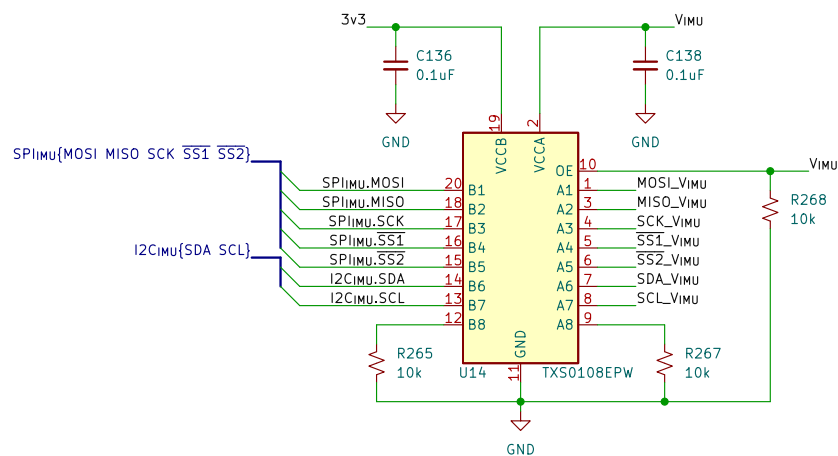 3v3
VIMU
C136
0.1uF
C138
0.1uF
GND
GND
19
2
VCCB
VCCA
SPIIMU{MOSI MISO SCK SS1 SS2}
OE
10
VIMU
SPIIMU.MOSI
20
B1
A1
1
MOSI_VIMU
SPIIMU.MISO
18
B2
A2
3
MISO_VIMU
R268
10k
SPIIMU.SCK
17
B3
A3
4
SCK_VIMU
SPIIMU.SS1
16
B4
A4
5
SS1_VIMU
I2CIMU{SDA SCL}
SPIIMU.SS2
15
B5
A5
6
SS2_VIMU
I2CIMU.SDA
14
B6
A6
7
SDA_VIMU
I2CIMU.SCL
13
B7
A7
8
SCL_VIMU
12
B8
A8
9
GND
R265
10k
R267
10k
U14
11
TXS0108EPW
GND